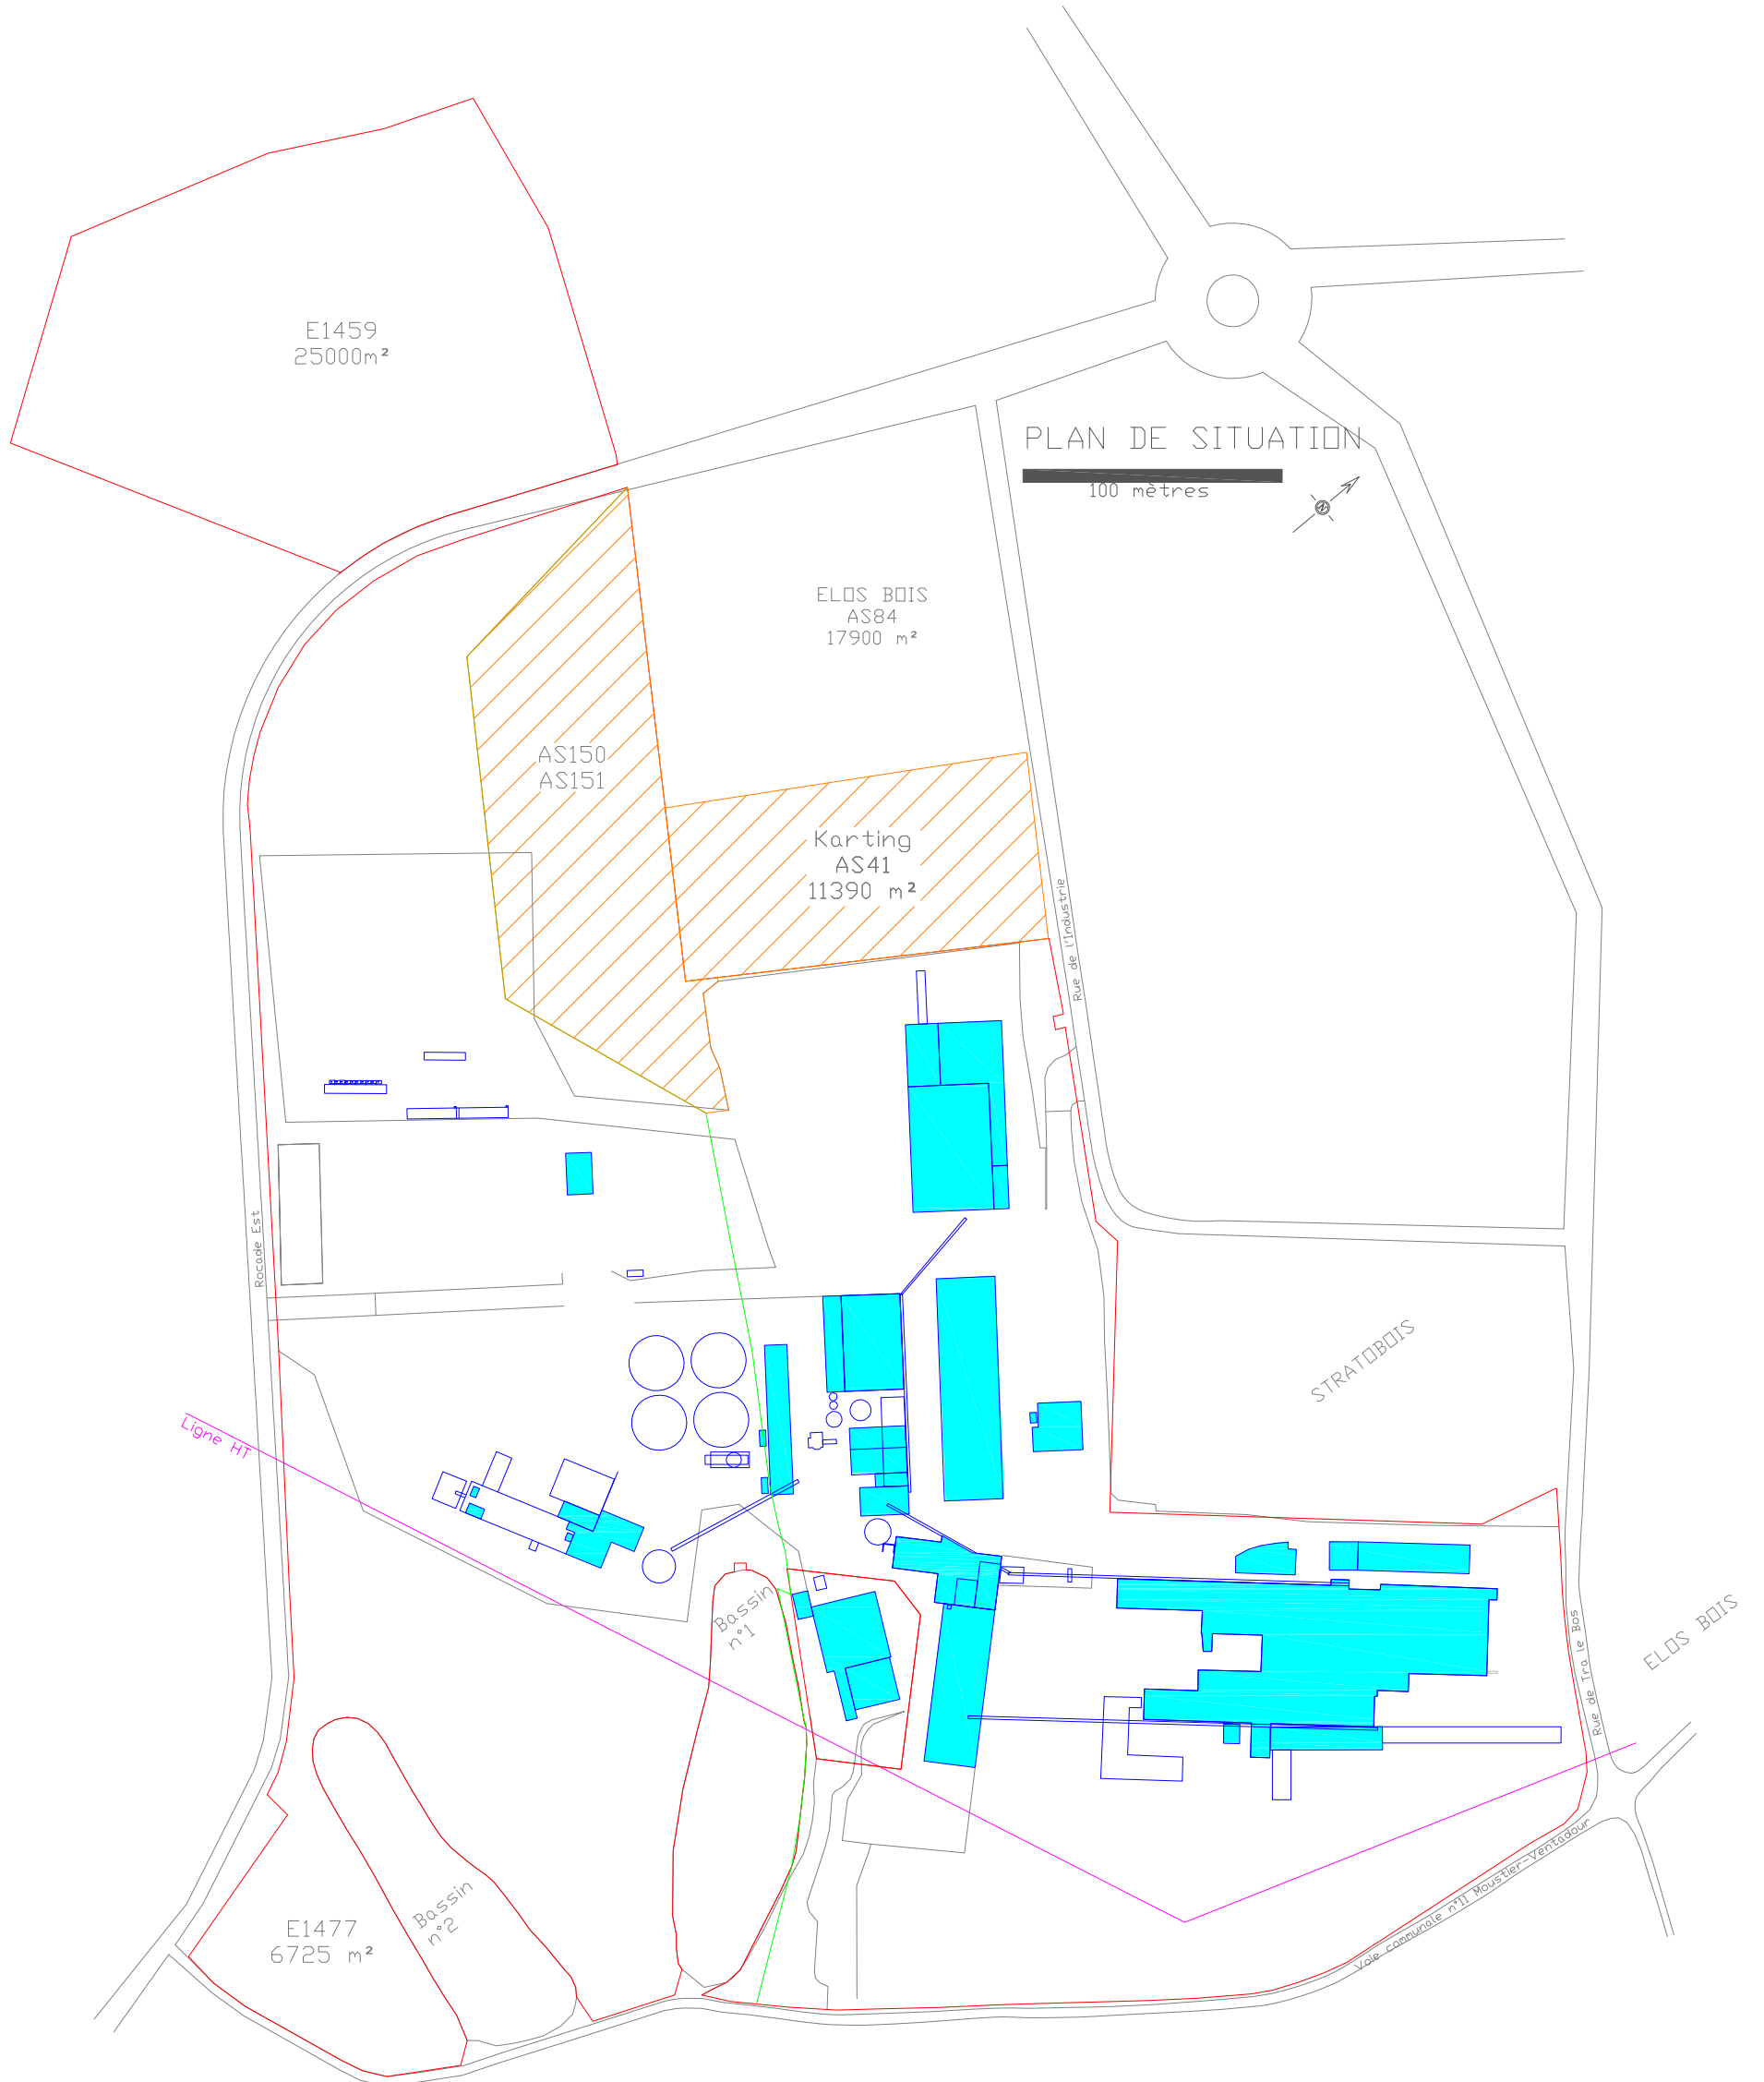 E1459
25000m²
PLAN DE SITUATION
100 mètres
N
ELOS BOIS
AS84
17900 m²
AS150
AS151
Karting
AS41
11390 m²
Rue de l'Industrie
Rocade Est
STRATOBOIS
Ligne HT
Bassin
n°1
ELOS BOIS
Rue de Tra le Bos
Bassin
n°2
E1477
6725 m²
Voie communale n°11 Moustier-Ventadour